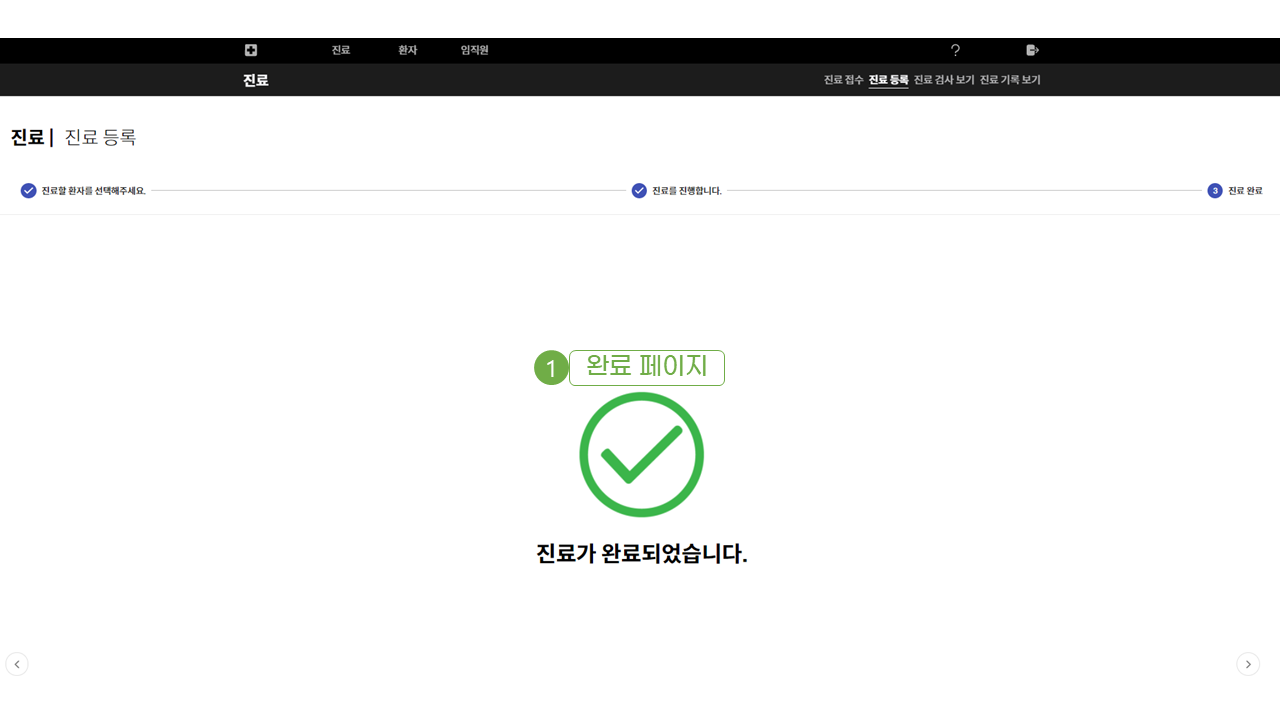 진료 환자 임직원 ?
진료 진료 접수 진료 등록 진료 검사 보기 진료 기록 보기
진료 | 진료 등록
진료할 환자를 선택해주세요. 진료를 진행합니다. 3 진료 완료
1 완료 페이지
진료가 완료되었습니다.